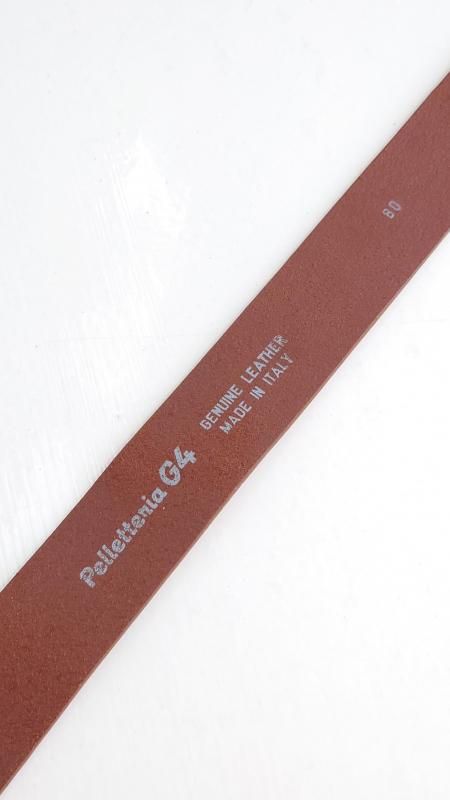 Pelletteria G4
GENUINE LEATHER
MADE IN ITALY
80